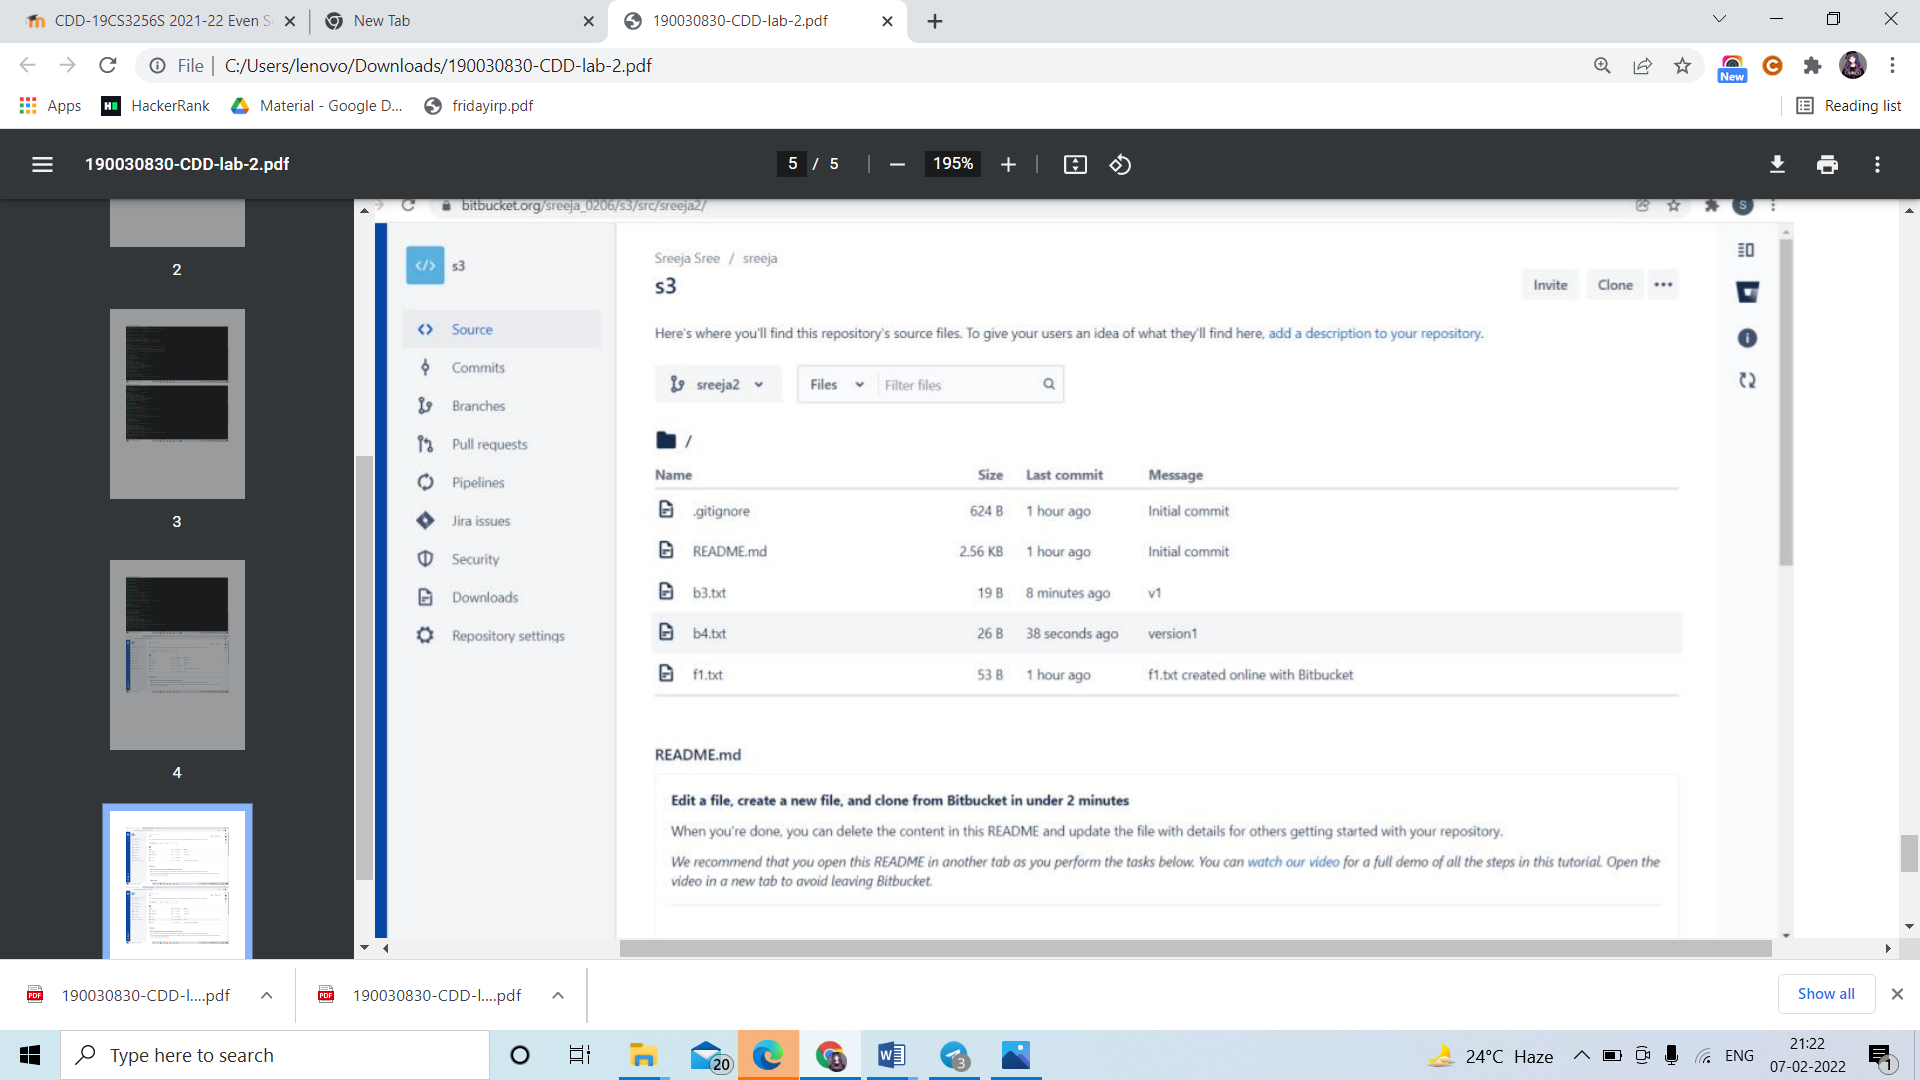 CDD-19CS3256S 2021-22 Even S
New Tab
190030830-CDD-lab-2.pdf
File
C:/Users/lenovo/Downloads/190030830-CDD-lab-2.pdf
New
Apps
HackerRank
Material - Google D...
fridayirp.pdf
Reading list
190030830-CDD-lab-2.pdf
5 / 5
195%
2
3
4
bitbucket.org/sreeja_0206/s3/src/sreeja2/
S
s3
Source
Commits
Branches
Pull requests
Pipelines
Jira issues
Security
Downloads
Repository settings
Sreeja Sree / sreeja
s3
Invite
Clone
Here's where you'll find this repository's source files. To give your users an idea of what they'll find here, add a description to your repository.
sreeja2
Files
Filter files
/
Name Size Last commit Message
.gitignore 624 B 1 hour ago Initial commit
README.md 2.56 KB 1 hour ago Initial commit
b3.txt 19 B 8 minutes ago v1
b4.txt 26 B 38 seconds ago version1
f1.txt 53 B 1 hour ago f1.txt created online with Bitbucket
README.md
Edit a file, create a new file, and clone from Bitbucket in under 2 minutes
When you're done, you can delete the content in this README and update the file with details for others getting started with your repository.
We recommend that you open this README in another tab as you perform the tasks below. You can watch our video for a full demo of all the steps in this tutorial. Open the
video in a new tab to avoid leaving Bitbucket.
PDF
190030830-CDD-l....pdf
PDF
190030830-CDD-l....pdf
Show all
Type here to search
20
3
24°C Haze
ENG
21:22
07-02-2022
1